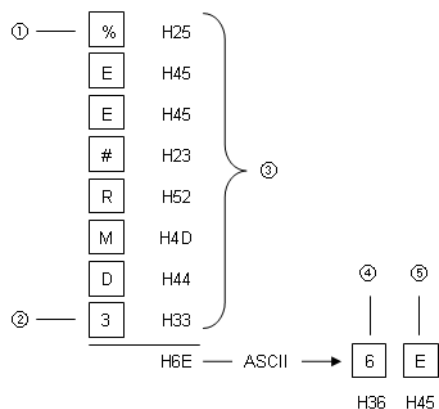 ① % H25
E H45
E H45
# H23
③
R H52
M H4D
D H44
④ ⑤
② 3 H33
H6E ASCII 6 E
H36 H45